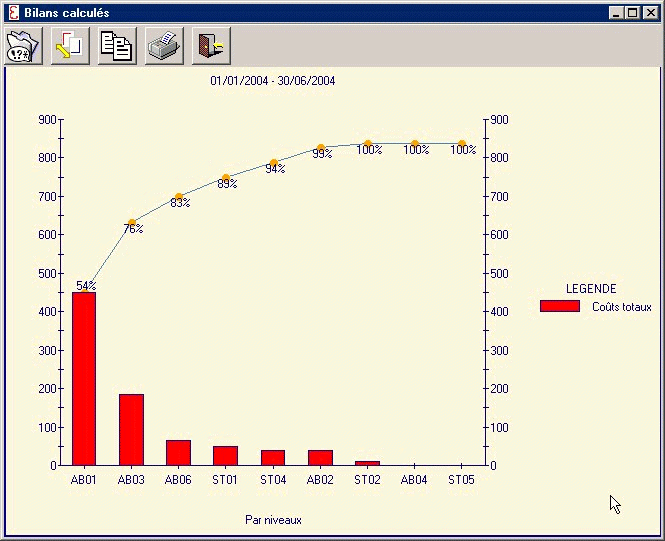 Bilans calculés
01/01/2004 - 30/06/2004
900 900
800 800
700 700
600 600
500 500
400 400
300 300
200 200
100 100
0 0
54% 76% 83% 89% 94% 99% 100% 100% 100%
LEGENDE
Coûts totaux
AB01 AB03 AB06 ST01 ST04 AB02 ST02 AB04 ST05
Par niveaux